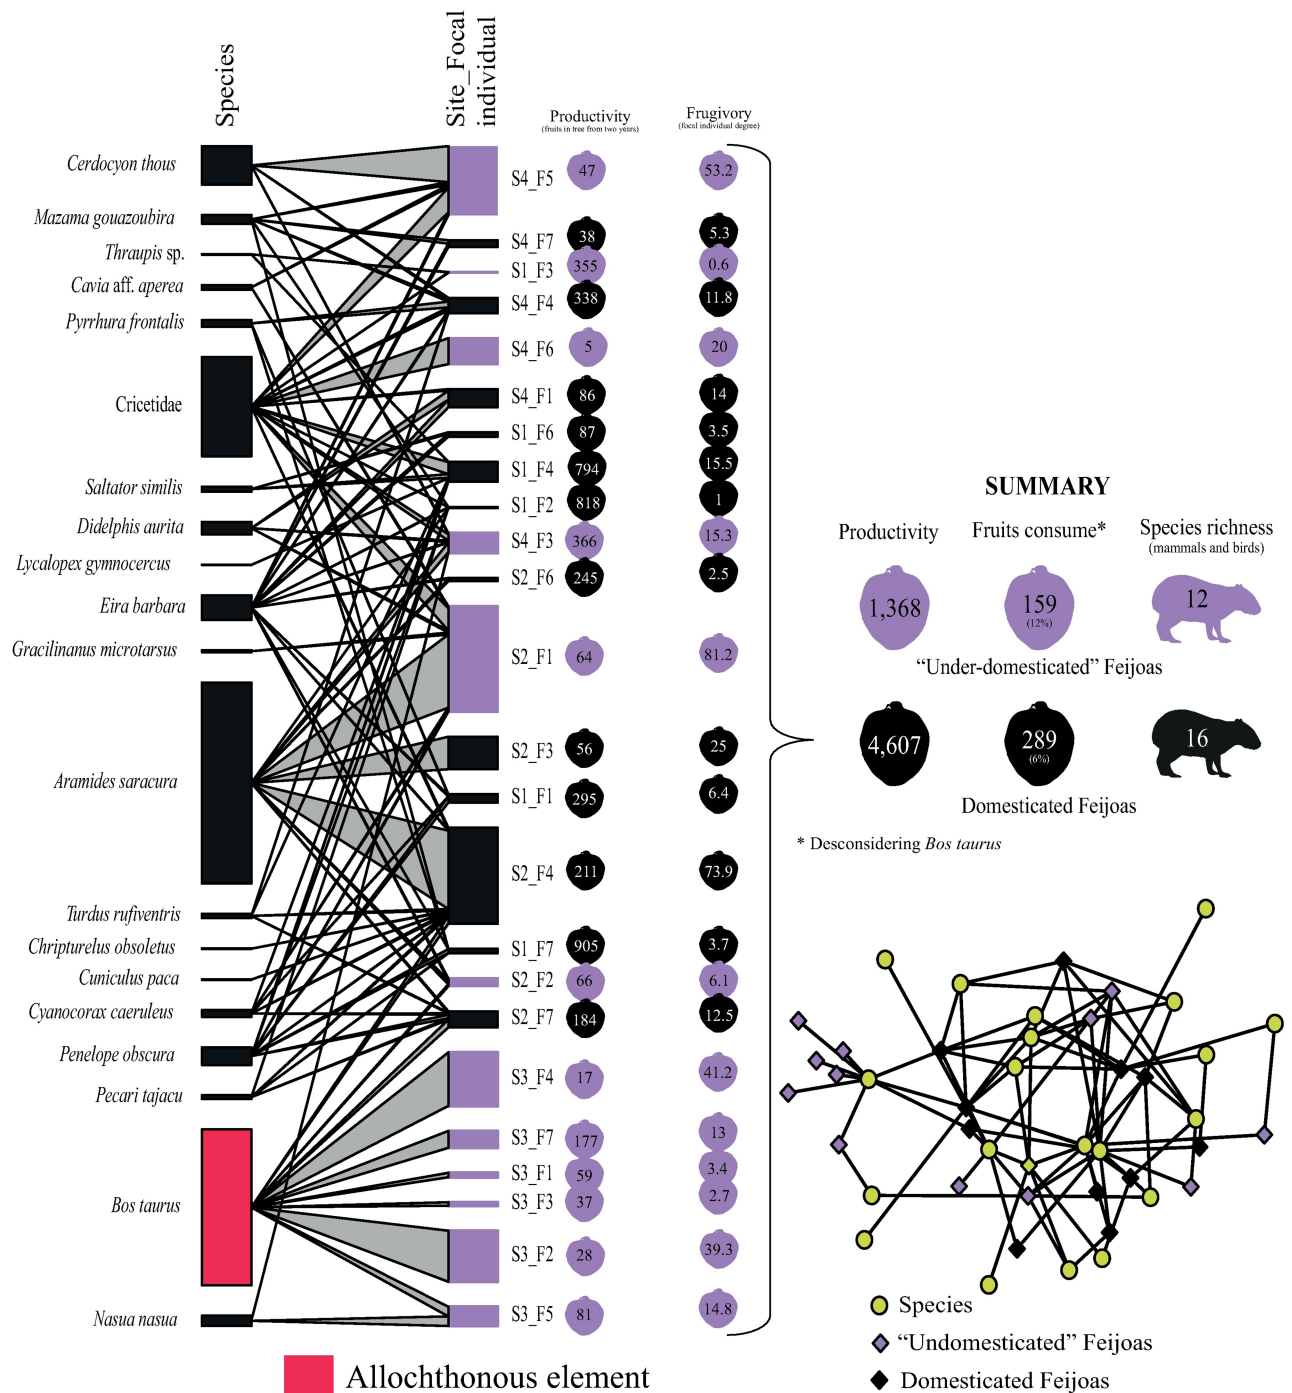 Species
Site_Focal
individual
Productivity
(fruits in tree from two years)
Frugivory
(focal individual degree)
Cerdocyon thous
Mazama gouazoubira
Thraupis sp.
Cavia aff. aperea
Pyrrhura frontalis
Cricetidae
Saltator similis
Didelphis aurita
Lycalopex gymnocercus
Eira barbara
Gracilinanus microtarsus
Aramides saracura
Turdus rufiventris
Chripturelus obsoletus
Cuniculus paca
Cyanocorax caeruleus
Penelope obscura
Pecari tajacu
Bos taurus
Nasua nasua
S4_F5 47 53.2
S4_F7 38 5.3
S1_F3 355 0.6
S4_F4 338 11.8
S4_F6 5 20
S4_F1 86 14
S1_F6 87 3.5
S1_F4 794 15.5
S1_F2 818 1
S4_F3 366 15.3
S2_F6 245 2.5
S2_F1 64 81.2
S2_F3 56 25
S1_F1 295 6.4
S2_F4 211 73.9
S1_F7 905 3.7
S2_F2 66 6.1
S2_F7 184 12.5
S3_F4 17 41.2
S3_F7 177 13
S3_F1 59 3.4
S3_F3 37 2.7
S3_F2 28 39.3
S3_F5 81 14.8
Allochthonous element
SUMMARY
Productivity
Fruits consume*
Species richness
(mammals and birds)
1,368
159
(12%)
12
“Under-domesticated” Feijoas
4,607
289
(6%)
16
Domesticated Feijoas
* Desconsidering Bos taurus
Species
“Undomesticated” Feijoas
Domesticated Feijoas